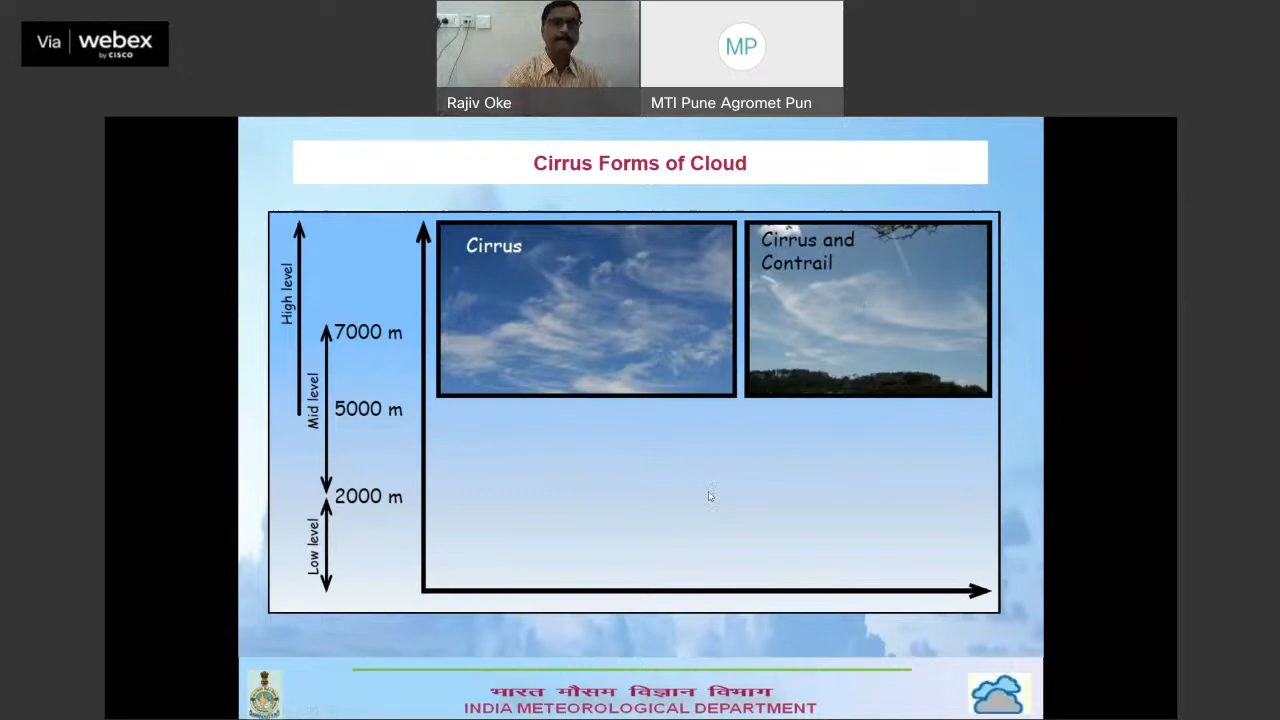 Via webex
by CISCO
MP
Rajiv Oke
MTI Pune Agromet Pun
Cirrus Forms of Cloud
High level
Mid level
Low level
7000 m
5000 m
2000 m
Cirrus
Cirrus and
Contrail
भारत मौसम विज्ञान विभाग
INDIA METEOROLOGICAL DEPARTMENT